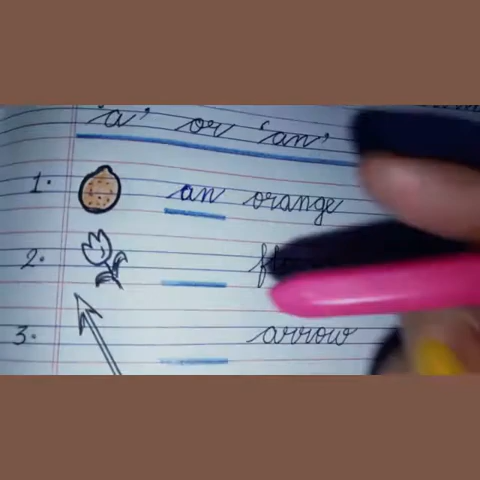 'a' or 'an'
1. an orange
2.
3. arrow